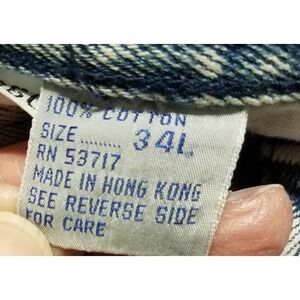 100% COTTON
SIZE........ 34L
RN 53717
MADE IN HONG KONG
SEE REVERSE SIDE
FOR CARE